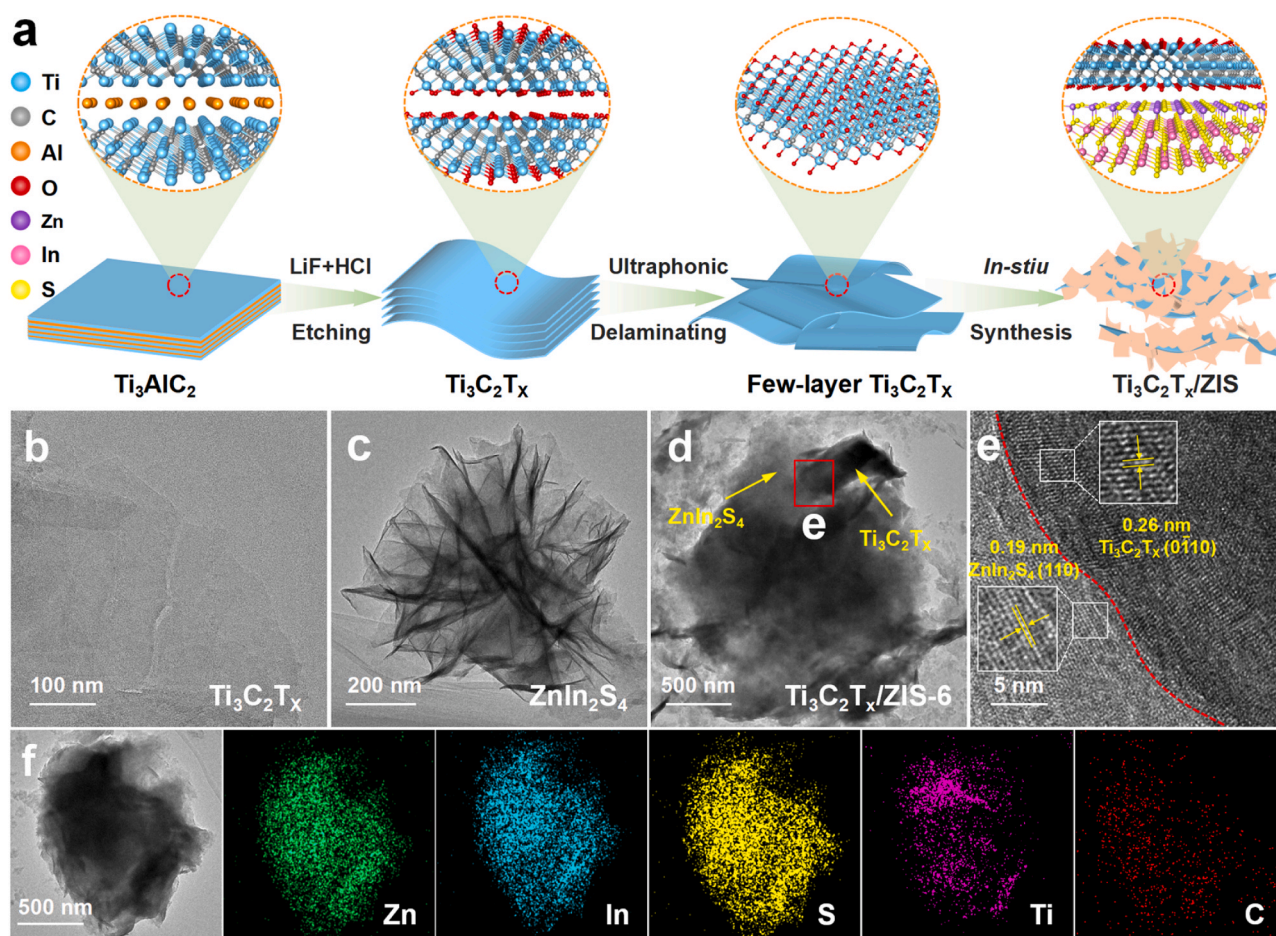 a
Ti
C
Al
O
Zn
In
S
LiF+HCl
Etching
Ultraphonic
Delaminating
In-stiu
Synthesis
Ti₃AlC₂
Ti₃C₂Tₓ
Few-layer Ti₃C₂Tₓ
Ti₃C₂Tₓ/ZIS
b
100 nm
Ti₃C₂Tₓ
c
200 nm
ZnIn₂S₄
d
ZnIn₂S₄
e
Ti₃C₂Tₓ
500 nm
Ti₃C₂Tₓ/ZIS-6
e
0.26 nm
Ti₃C₂Tₓ (01̄10)
0.19 nm
ZnIn₂S₄ (110)
5 nm
f
500 nm
Zn
In
S
Ti
C